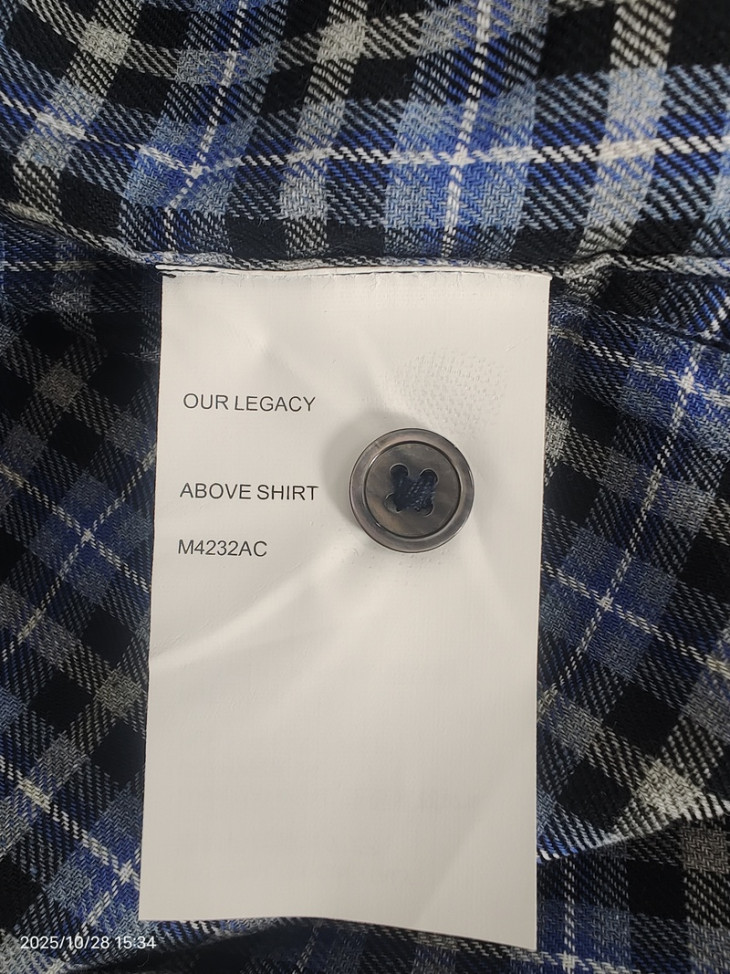 OUR LEGACY
ABOVE SHIRT
M4232AC
2025/10/28 15:34